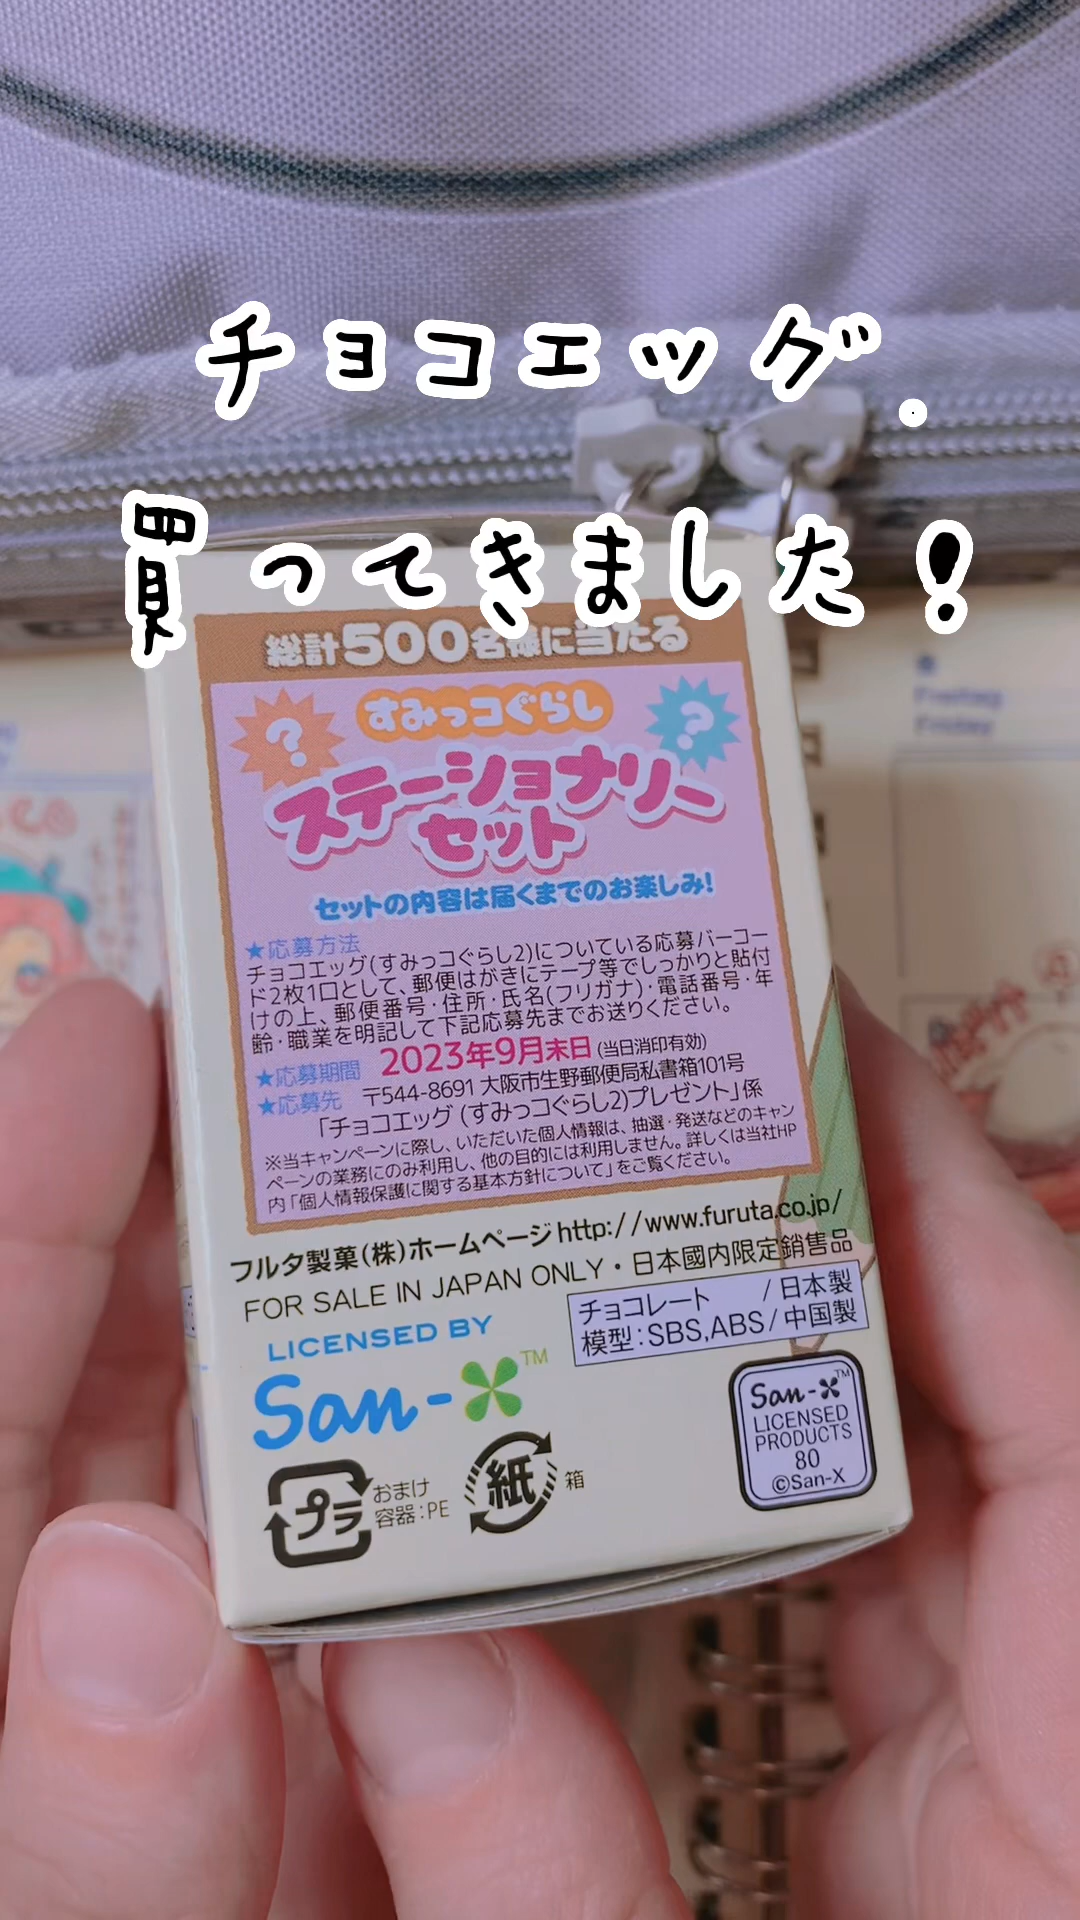 チョコエッグ.
買ってきました!
総計500名様に当たる
?
すみっコぐらし
?
ステーショナリー
セット
セットの内容は届くまでのお楽しみ!
★応募方法
チョコエッグ(すみっコぐらし2)についている応募バーコー
ド2枚1口として、郵便はがきにテープ等でしっかりと貼付
けの上、郵便番号・住所・氏名(フリガナ)・電話番号・年
齢・職業を明記して下記応募先までお送りください。
★応募期間 2023年9月末日(当日消印有効)
★応募先 〒544-8691 大阪市生野郵便局私書箱101号
「チョコエッグ(すみっコぐらし2)プレゼント」係
※当キャンペーンに際し、いただいた個人情報は、抽選・発送などのキャン
ペーンの業務にのみ利用し、他の目的には利用しません。詳しくは当社HP
内「個人情報保護に関する基本方針について」をご覧ください。
フルタ製菓(株)ホームページ http://www.furuta.co.jp/
FOR SALE IN JAPAN ONLY・日本國内限定銷售品
チョコレート /日本製
模型:SBS,ABS/中国製
LICENSED BY
San-X™
San-X™
LICENSED
PRODUCTS
80
©San-X
プラ
おまけ
容器:PE
紙
箱
Freitag
Friday